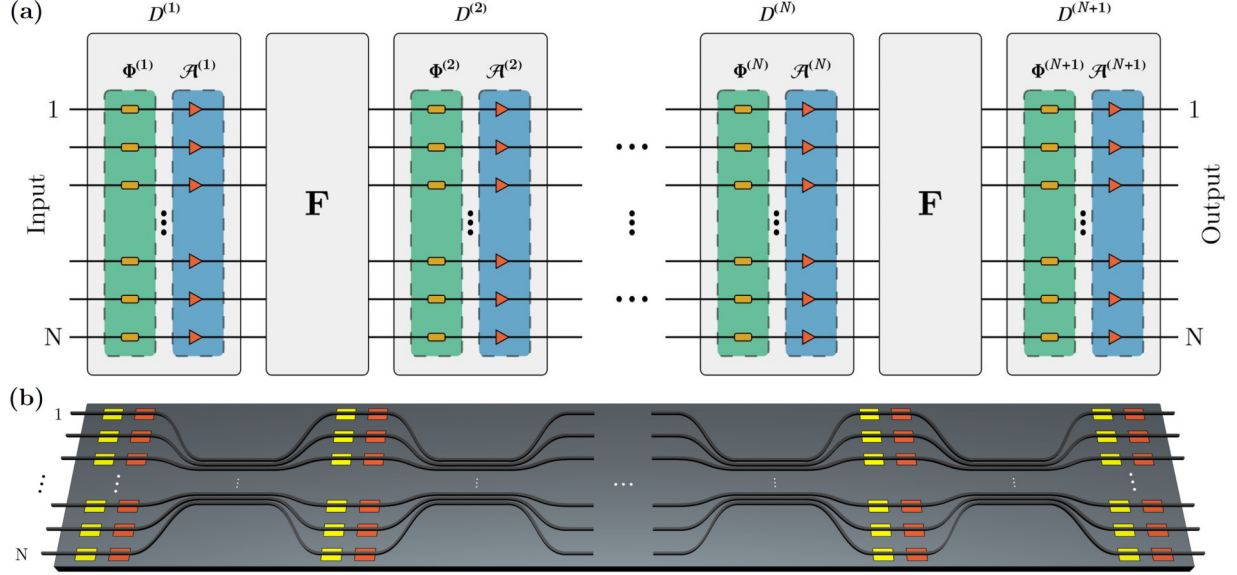 (a)
D^(1) D^(2) D^(N) D^(N+1)
Φ^(1) 𝒜^(1) Φ^(2) 𝒜^(2) Φ^(N) 𝒜^(N) Φ^(N+1) 𝒜^(N+1)
1 ... 1
Input F ⋮ F Output
N ... N
(b)
1
⋮ ...
N